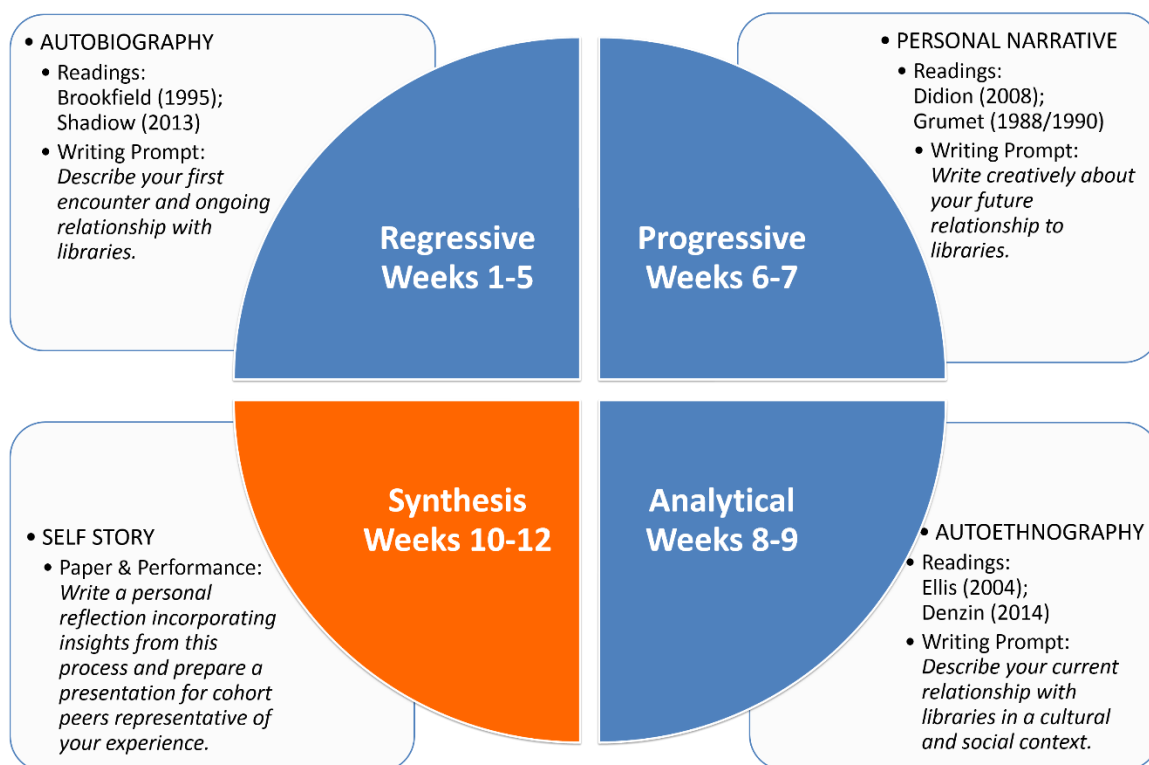 • AUTOBIOGRAPHY
• Readings:
Brookfield (1995);
Shadiow (2013)
• Writing Prompt:
Describe your first
encounter and ongoing
relationship with
libraries.
Regressive
Weeks 1-5
• PERSONAL NARRATIVE
• Readings:
Didion (2008);
Grumet (1988/1990)
• Writing Prompt:
Write creatively about
your future
relationship to
libraries.
Progressive
Weeks 6-7
• SELF STORY
• Paper & Performance:
Write a personal
reflection incorporating
insights from this
process and prepare a
presentation for cohort
peers representative of
your experience.
Synthesis
Weeks 10-12
Analytical
Weeks 8-9
• AUTOETHNOGRAPHY
• Readings:
Ellis (2004);
Denzin (2014)
• Writing Prompt:
Describe your current
relationship with
libraries in a cultural
and social context.